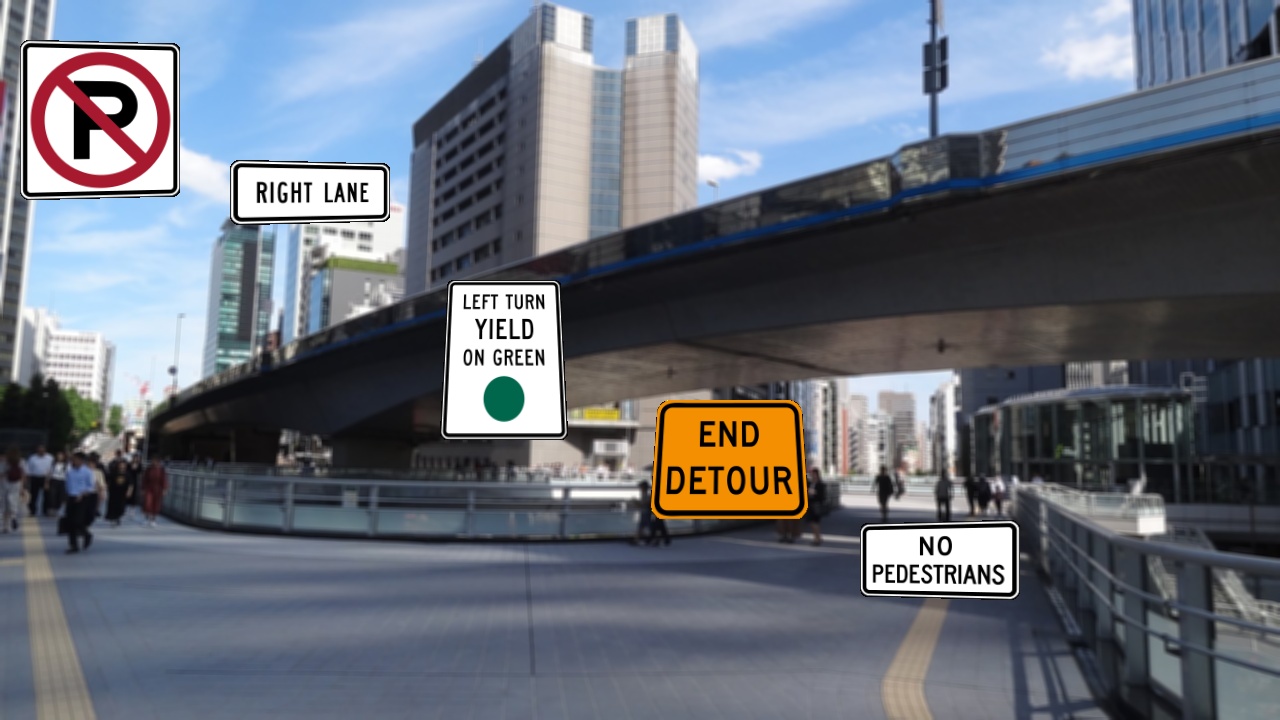 P
RIGHT LANE
LEFT TURN
YIELD
ON GREEN
END
DETOUR
NO
PEDESTRIANS